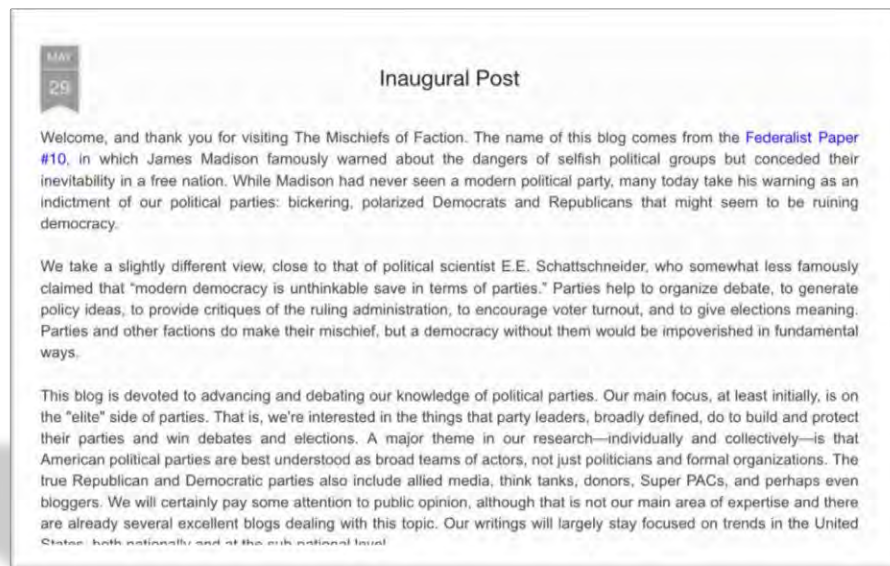 MAY
29
Inaugural Post
Welcome, and thank you for visiting The Mischiefs of Faction. The name of this blog comes from the Federalist Paper
#10, in which James Madison famously warned about the dangers of selfish political groups but conceded their
inevitability in a free nation. While Madison had never seen a modern political party, many today take his warning as an
indictment of our political parties: bickering, polarized Democrats and Republicans that might seem to be ruining
democracy.
We take a slightly different view, close to that of political scientist E.E. Schattschneider, who somewhat less famously
claimed that “modern democracy is unthinkable save in terms of parties.” Parties help to organize debate, to generate
policy ideas, to provide critiques of the ruling administration, to encourage voter turnout, and to give elections meaning.
Parties and other factions do make their mischief, but a democracy without them would be impoverished in fundamental
ways.
This blog is devoted to advancing and debating our knowledge of political parties. Our main focus, at least initially, is on
the "elite" side of parties. That is, we’re interested in the things that party leaders, broadly defined, do to build and protect
their parties and win debates and elections. A major theme in our research—individually and collectively—is that
American political parties are best understood as broad teams of actors, not just politicians and formal organizations. The
true Republican and Democratic parties also include allied media, think tanks, donors, Super PACs, and perhaps even
bloggers. We will certainly pay some attention to public opinion, although that is not our main area of expertise and there
are already several excellent blogs dealing with this topic. Our writings will largely stay focused on trends in the United
States, both nationally and at the sub-national level.